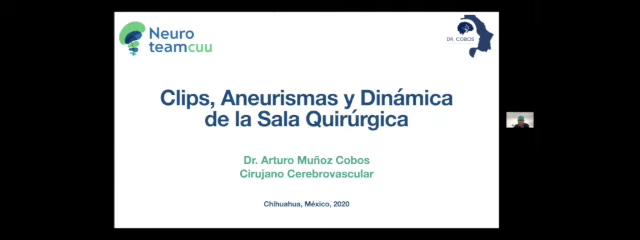 Neuro
teamcuu
DR. COBOS
Clips, Aneurismas y Dinámica
de la Sala Quirúrgica
Dr. Arturo Muñoz Cobos
Cirujano Cerebrovascular
Chihuahua, México, 2020